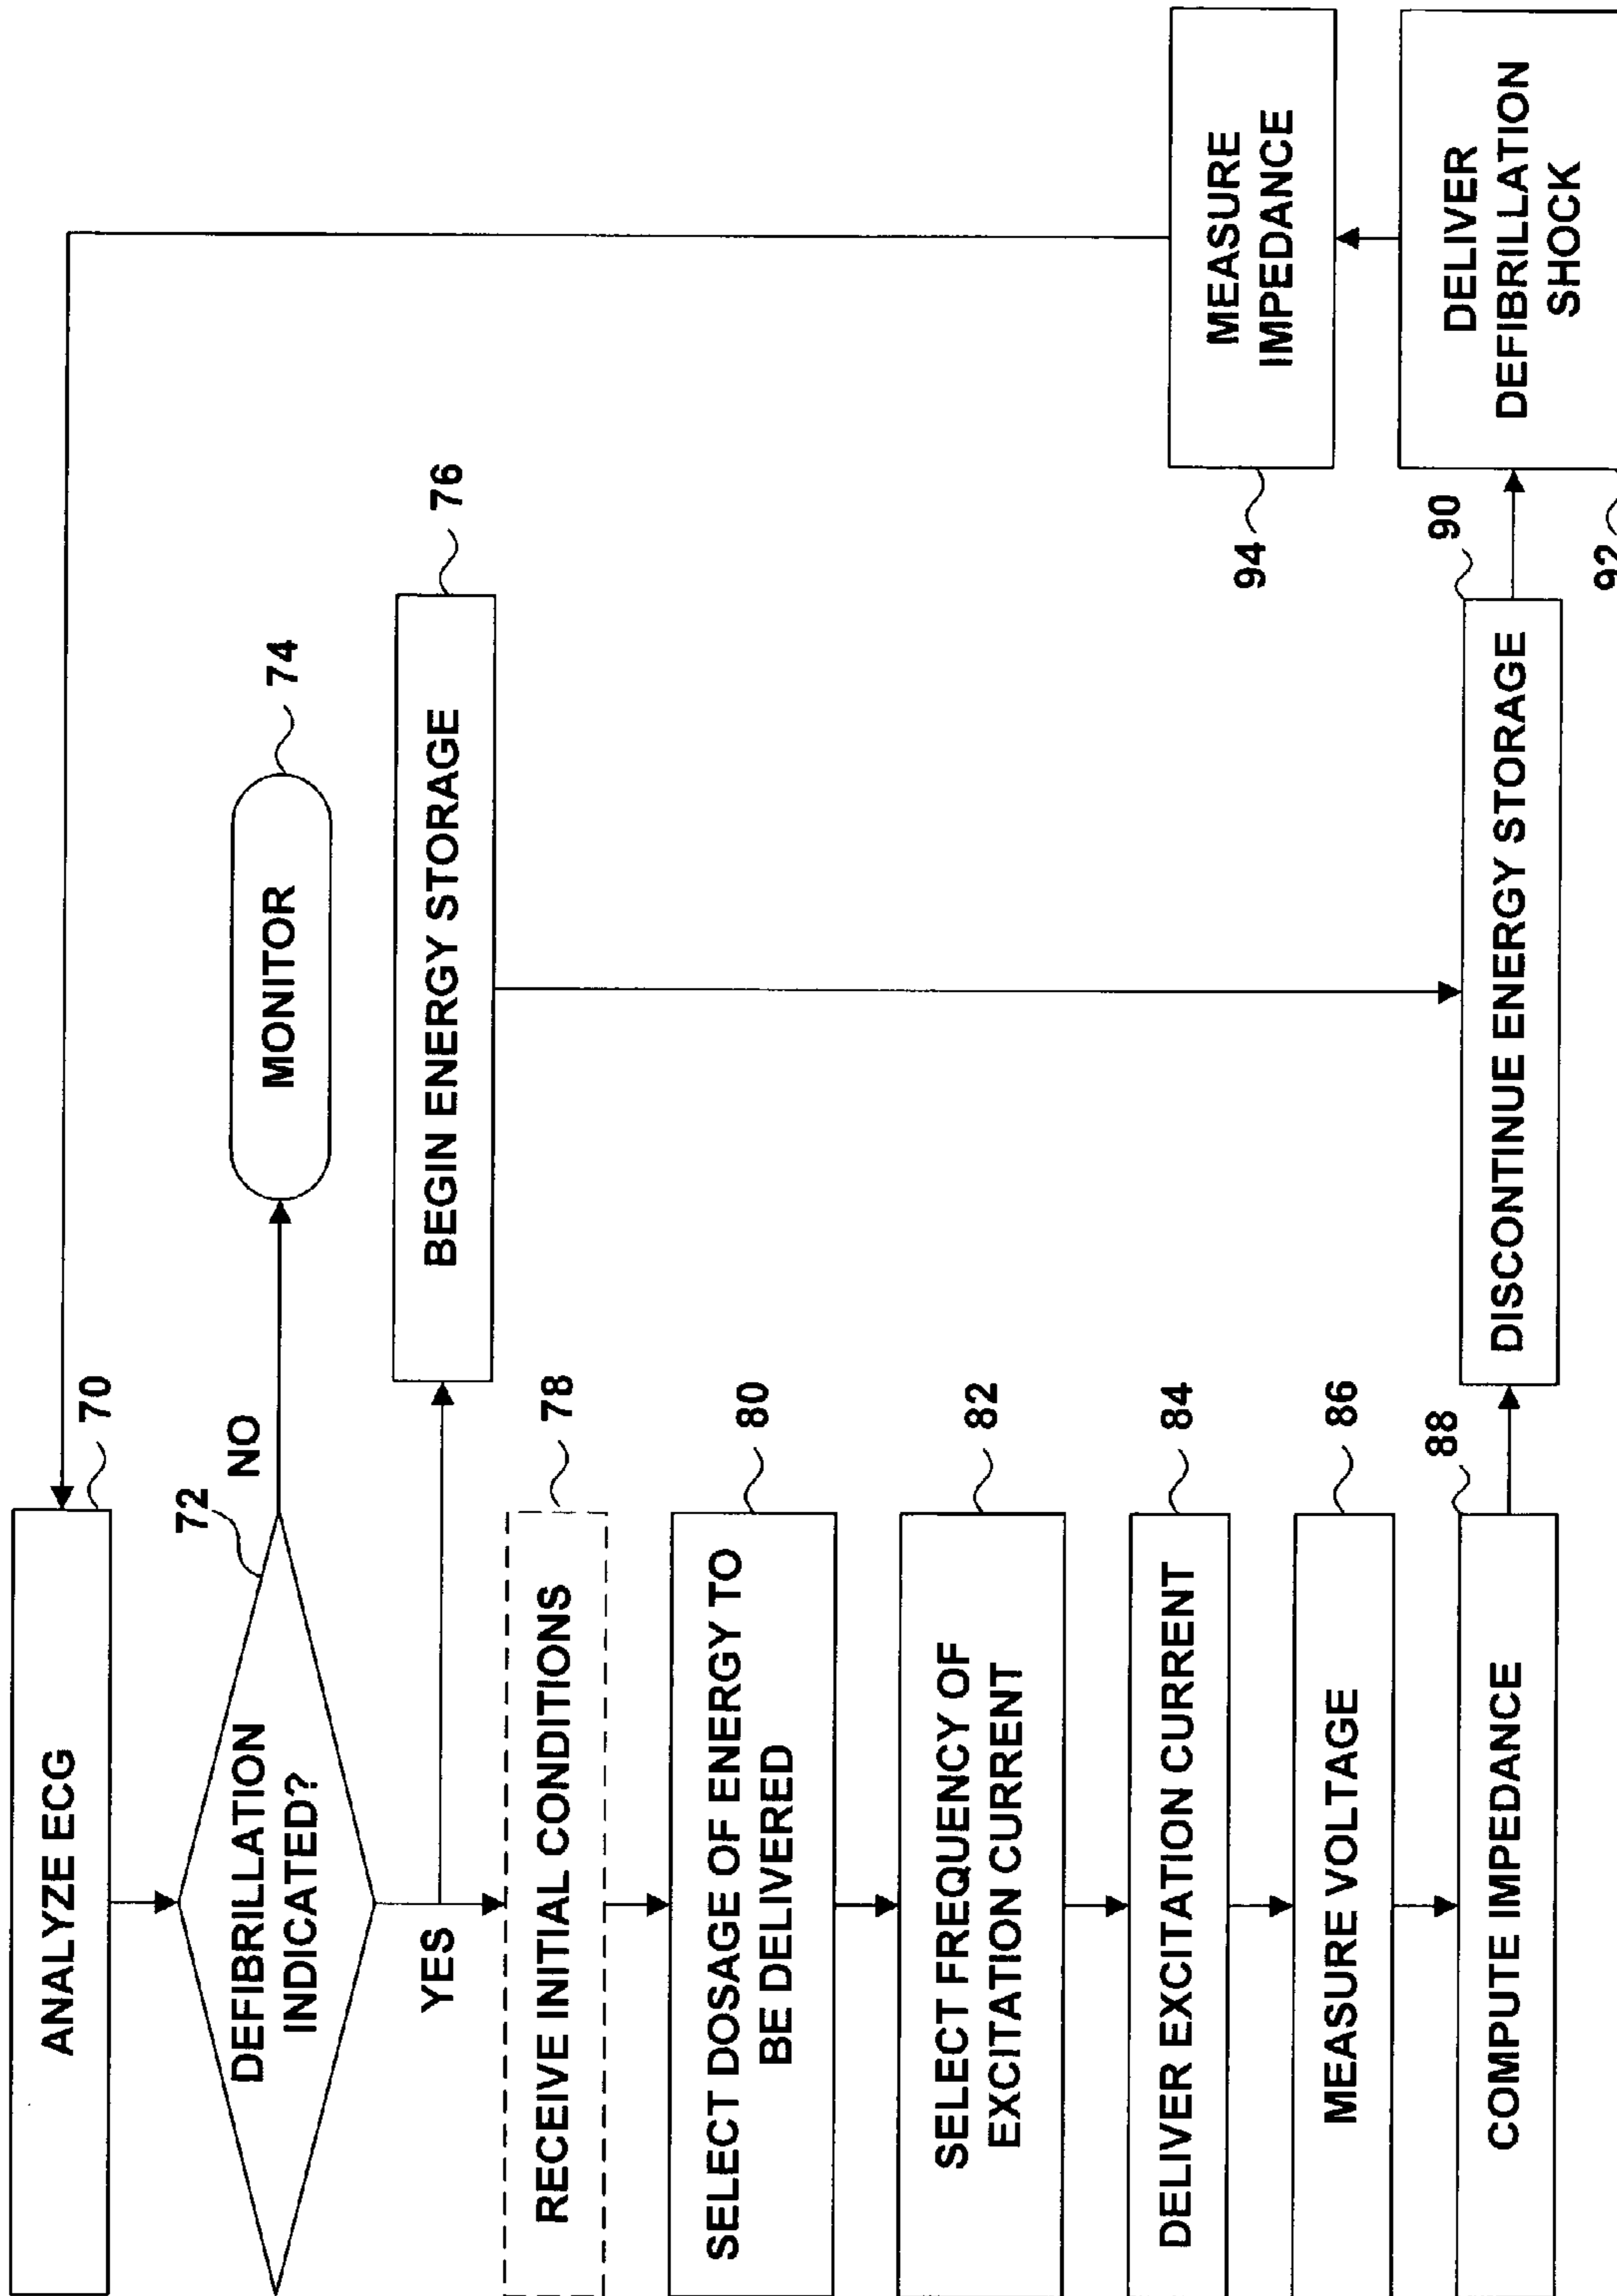 ANALYZE ECG
70
DEFIBRILLATION
INDICATED?
72
NO
MONITOR
74
YES
BEGIN ENERGY STORAGE
76
RECEIVE INITIAL CONDITIONS
78
SELECT DOSAGE OF ENERGY TO
BE DELIVERED
80
SELECT FREQUENCY OF
EXCITATION CURRENT
82
DELIVER EXCITATION CURRENT
84
MEASURE VOLTAGE
86
COMPUTE IMPEDANCE
88
DISCONTINUE ENERGY STORAGE
90
DELIVER
DEFIBRILLATION
SHOCK
92
MEASURE
IMPEDANCE
94